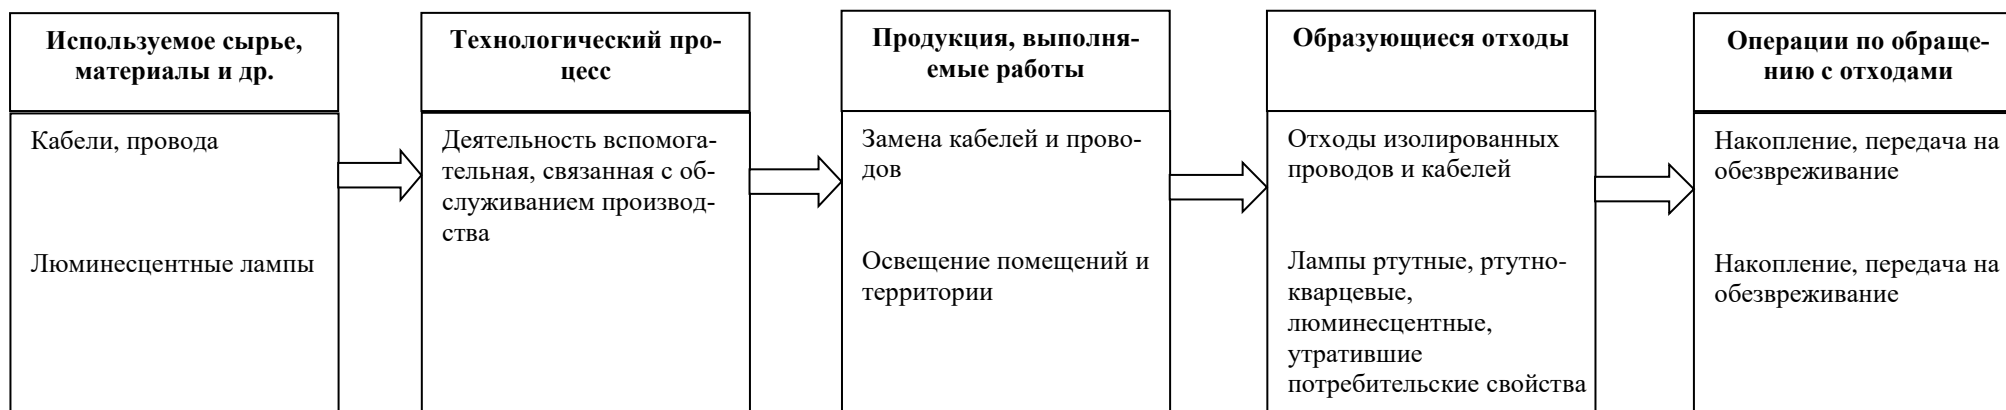 Используемое сырье,
материалы и др.
Кабели, провода
Люминесцентные лампы
Технологический про-
цесс
Деятельность вспомога-
тельная, связанная с об-
служиванием производ-
ства
Продукция, выполня-
емые работы
Замена кабелей и прово-
дов
Освещение помещений и
территории
Образующиеся отходы
Отходы изолированных
проводов и кабелей
Лампы ртутные, ртутно-
кварцевые,
люминесцентные,
утратившие
потребительские свойства
Операции по обраще-
нию с отходами
Накопление, передача на
обезвреживание
Накопление, передача на
обезвреживание